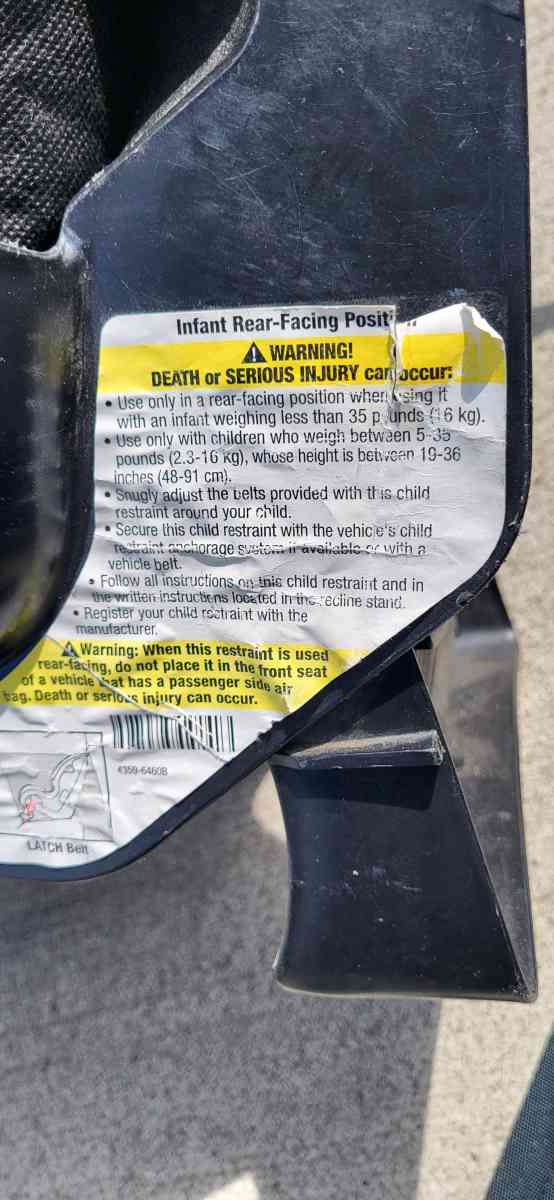 Infant Rear-Facing Position
WARNING!
DEATH or SERIOUS INJURY can occur:
• Use only in a rear-facing position when using it
with an infant weighing less than 35 pounds (16 kg).
• Use only with children who weigh between 5-35
pounds (2.3-16 kg), whose height is between 19-36
inches (48-91 cm).
• Snugly adjust the belts provided with this child
restraint around your child.
• Secure this child restraint with the vehicle's child
restraint anchorage system if available or with a
vehicle belt.
• Follow all instructions on this child restraint and in
the written instructions located in the recline stand.
• Register your child restraint with the
manufacturer.
Warning: When this restraint is used
rear-facing, do not place it in the front seat
of a vehicle that has a passenger side air
bag. Death or serious injury can occur.
4359-6460B
LATCH Belt